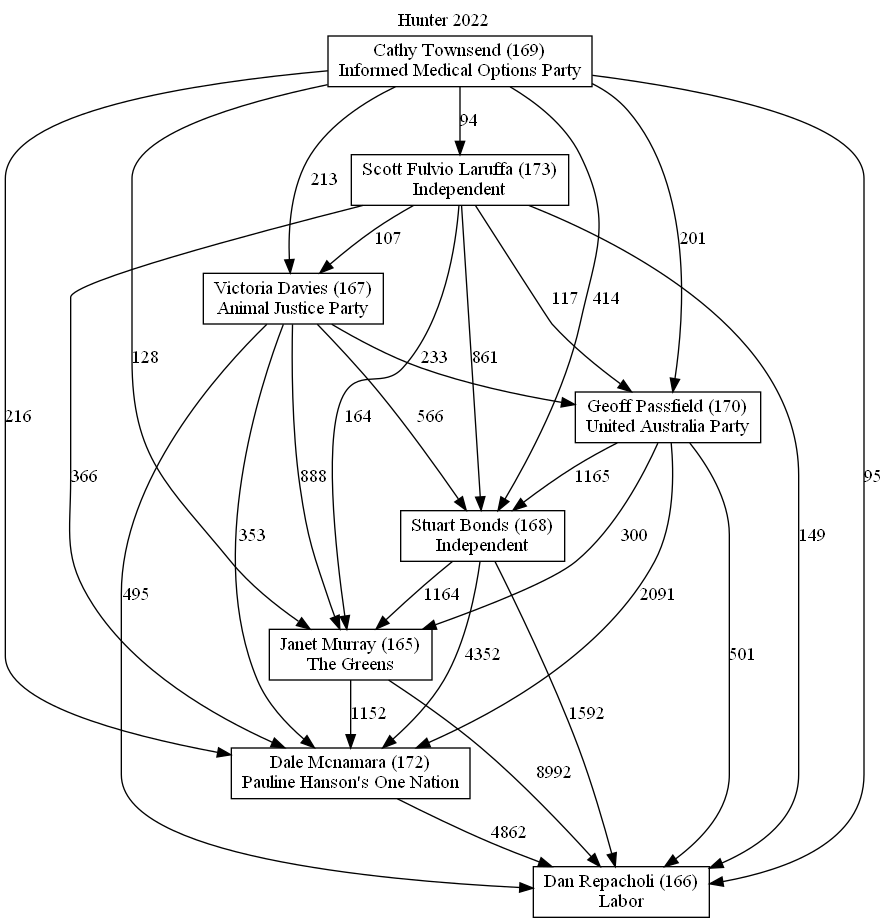 Hunter 2022
Cathy Townsend (169)
Informed Medical Options Party
94
Scott Fulvio Laruffa (173)
Independent
213
107
201
Victoria Davies (167)
Animal Justice Party
117
414
128
233
861
216
164
566
Geoff Passfield (170)
United Australia Party
366
888
1165
95
Stuart Bonds (168)
Independent
353
300
149
495
1164
2091
Janet Murray (165)
The Greens
4352
501
1152
1592
Dale Mcnamara (172)
Pauline Hanson's One Nation
8992
4862
Dan Repacholi (166)
Labor